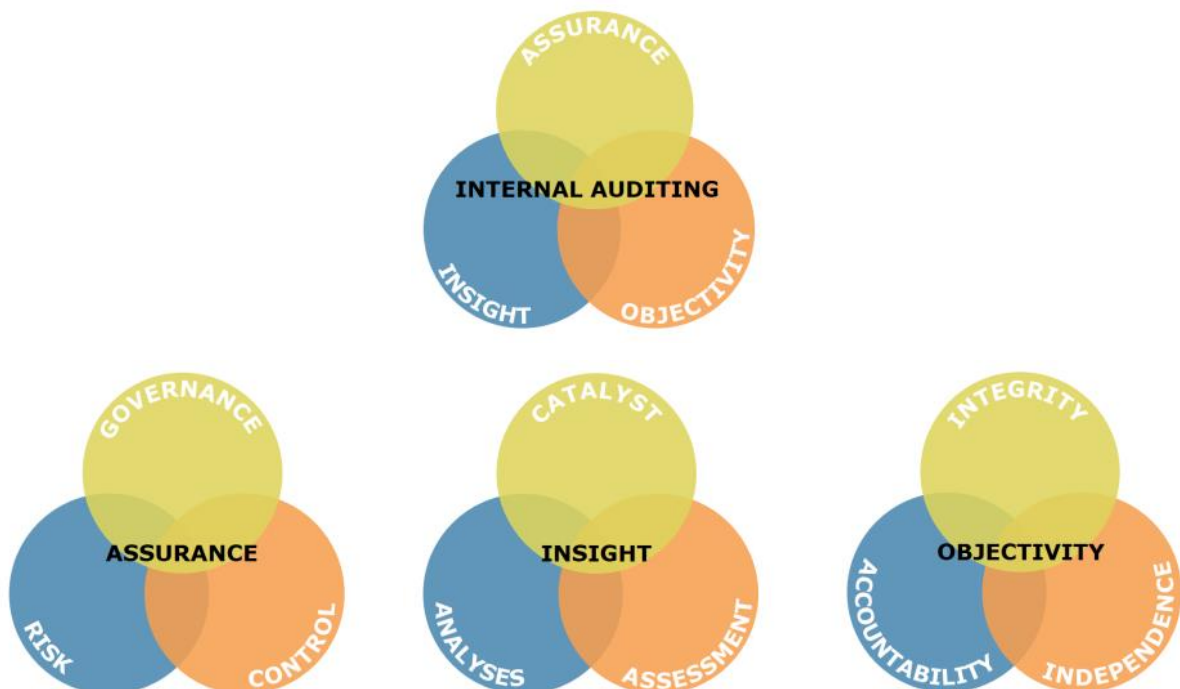 ASSURANCE
INTERNAL AUDITING
INSIGHT
OBJECTIVITY
GOVERNANCE
ASSURANCE
RISK
CONTROL
CATALYST
INSIGHT
ANALYSES
ASSESSMENT
INTEGRITY
OBJECTIVITY
ACCOUNTABILITY
INDEPENDENCE